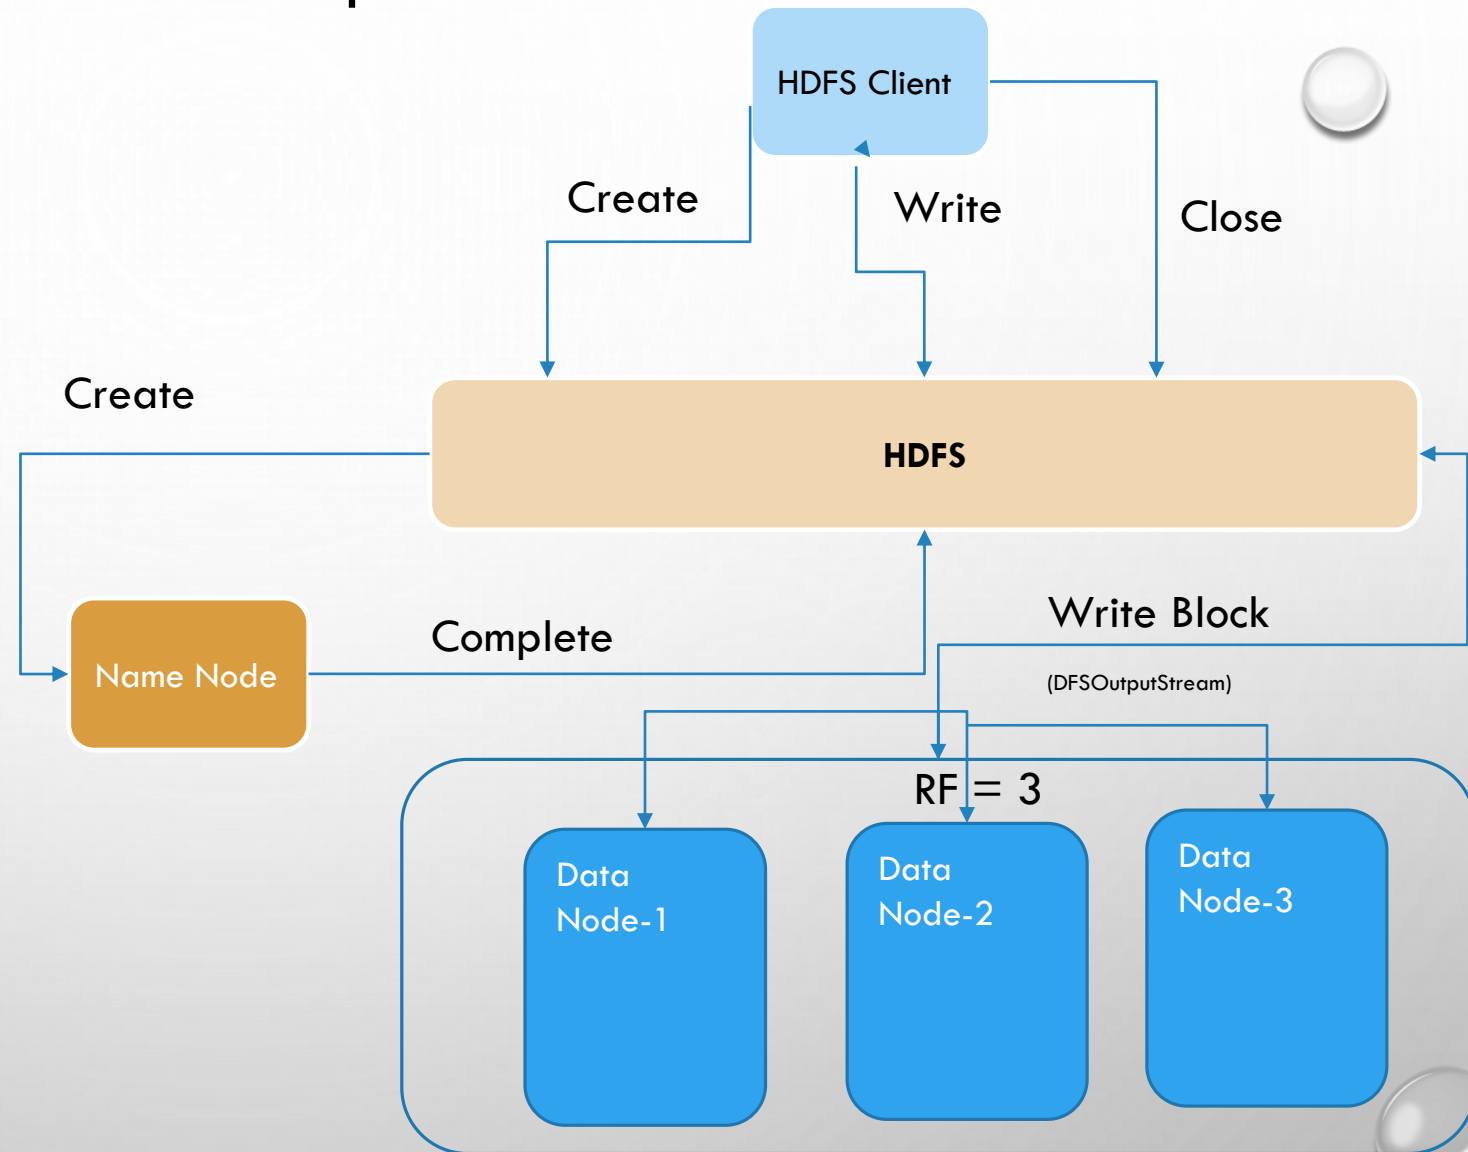 HDFS Client
Create
Write
Close
Create
HDFS
Write Block
Complete
Name Node
(DFSOutputStream)
RF = 3
Data
Node-1
Data
Node-2
Data
Node-3